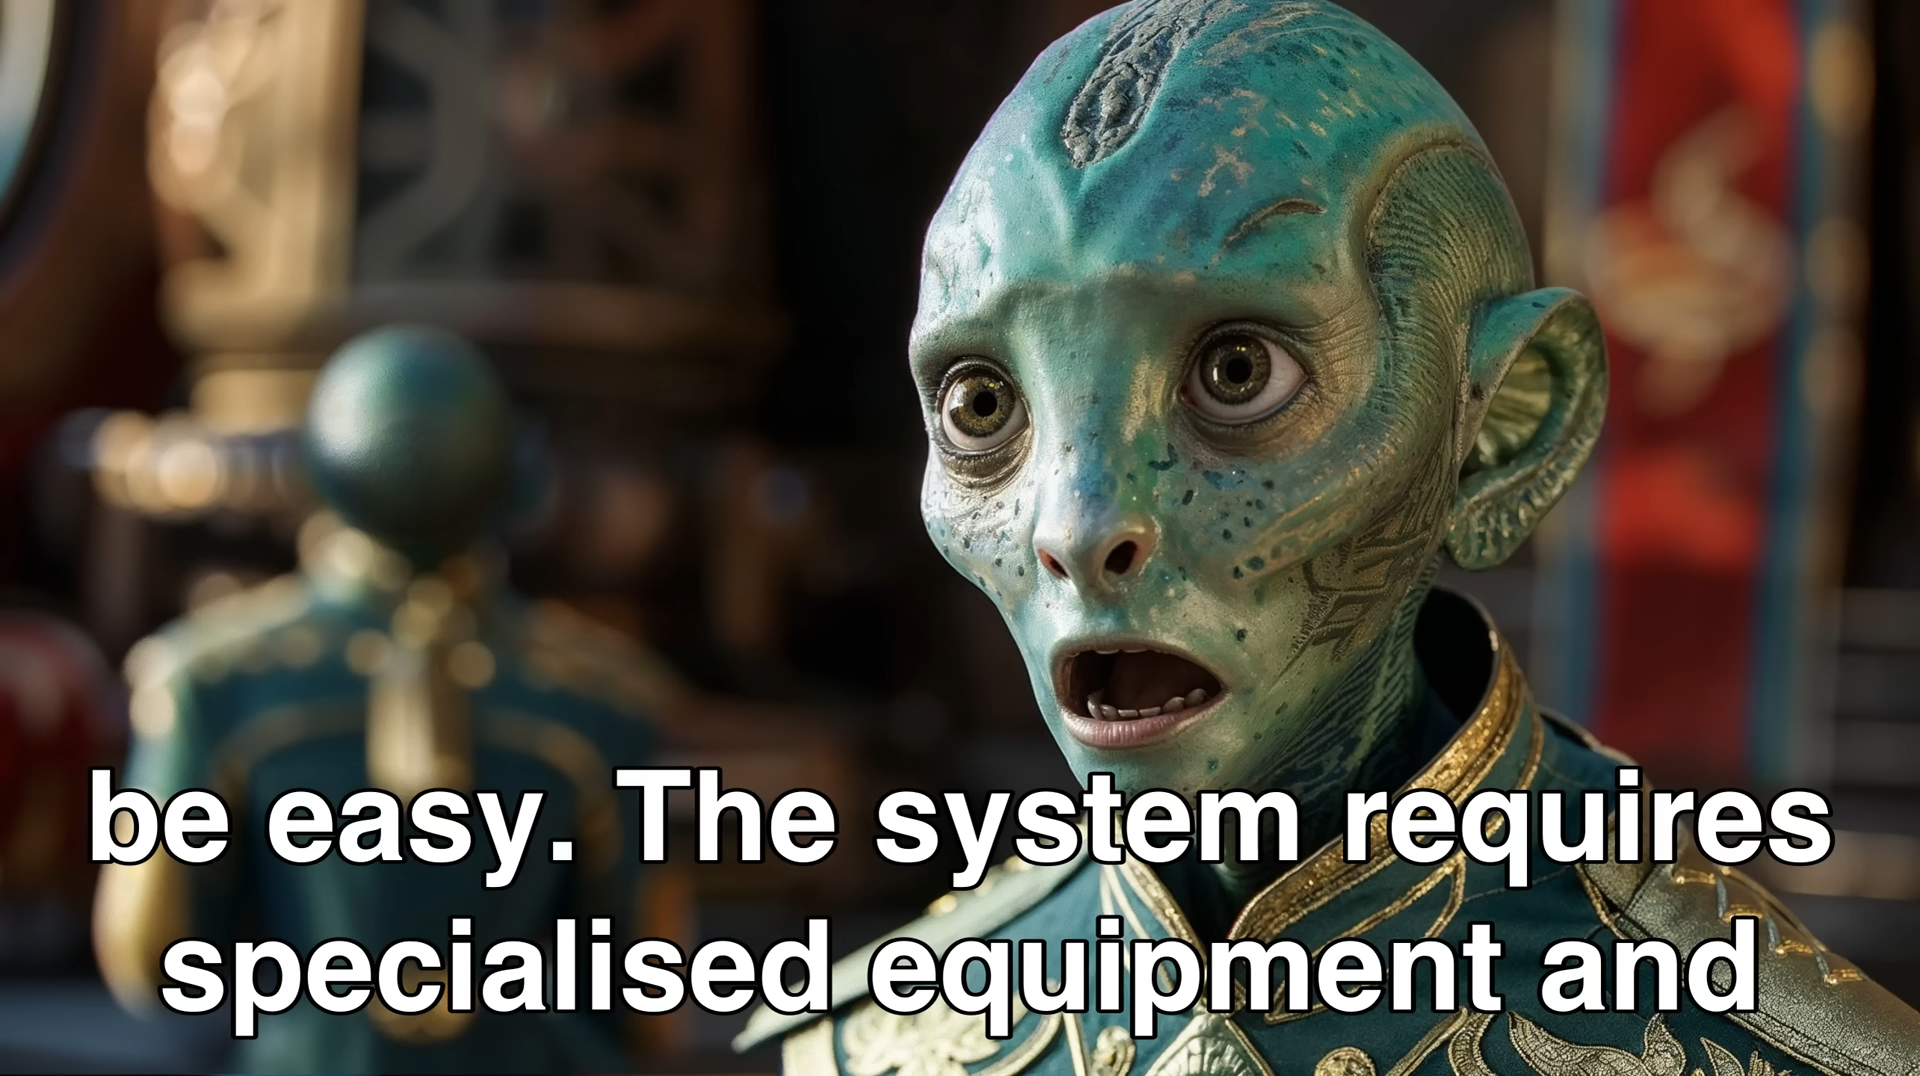 be easy. The system requires
specialised equipment and